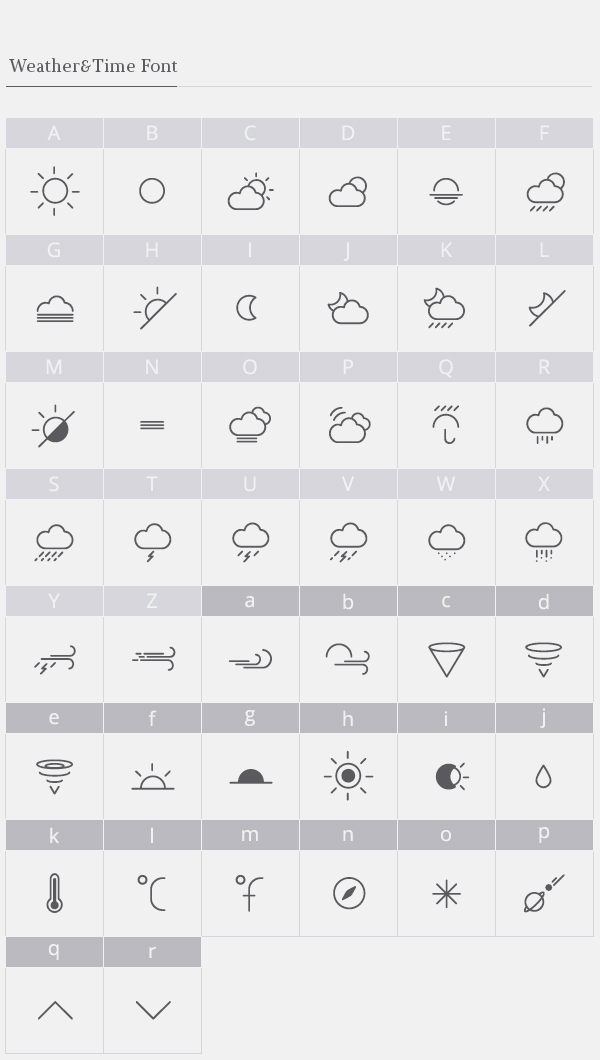 Weather&Time Font
A B C D E F
G H I J K L
M N O P Q R
S T U V W X
Y Z a b c d
e f g h i j
k l m n o p
q r